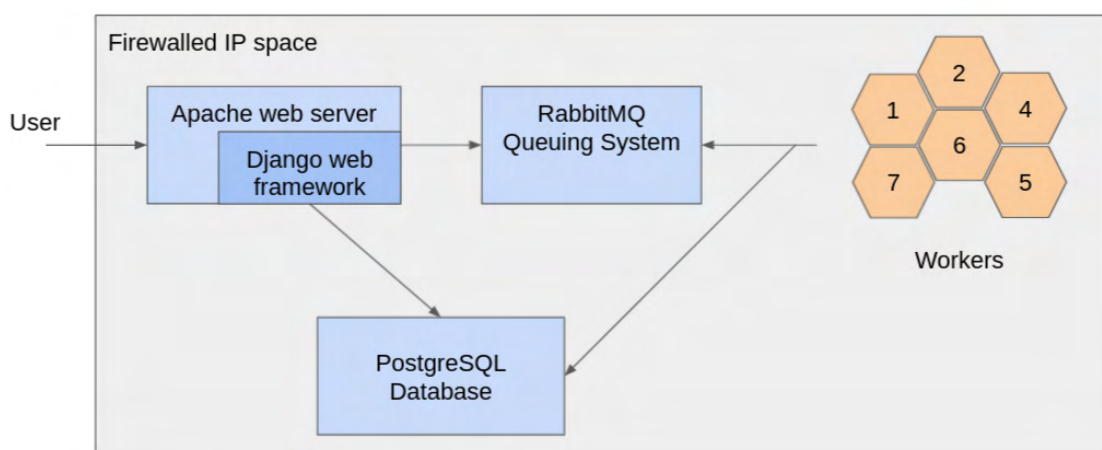 Firewalled IP space
User
Apache web server
Django web
framework
RabbitMQ
Queuing System
PostgreSQL
Database
2
1
4
6
7
5
Workers